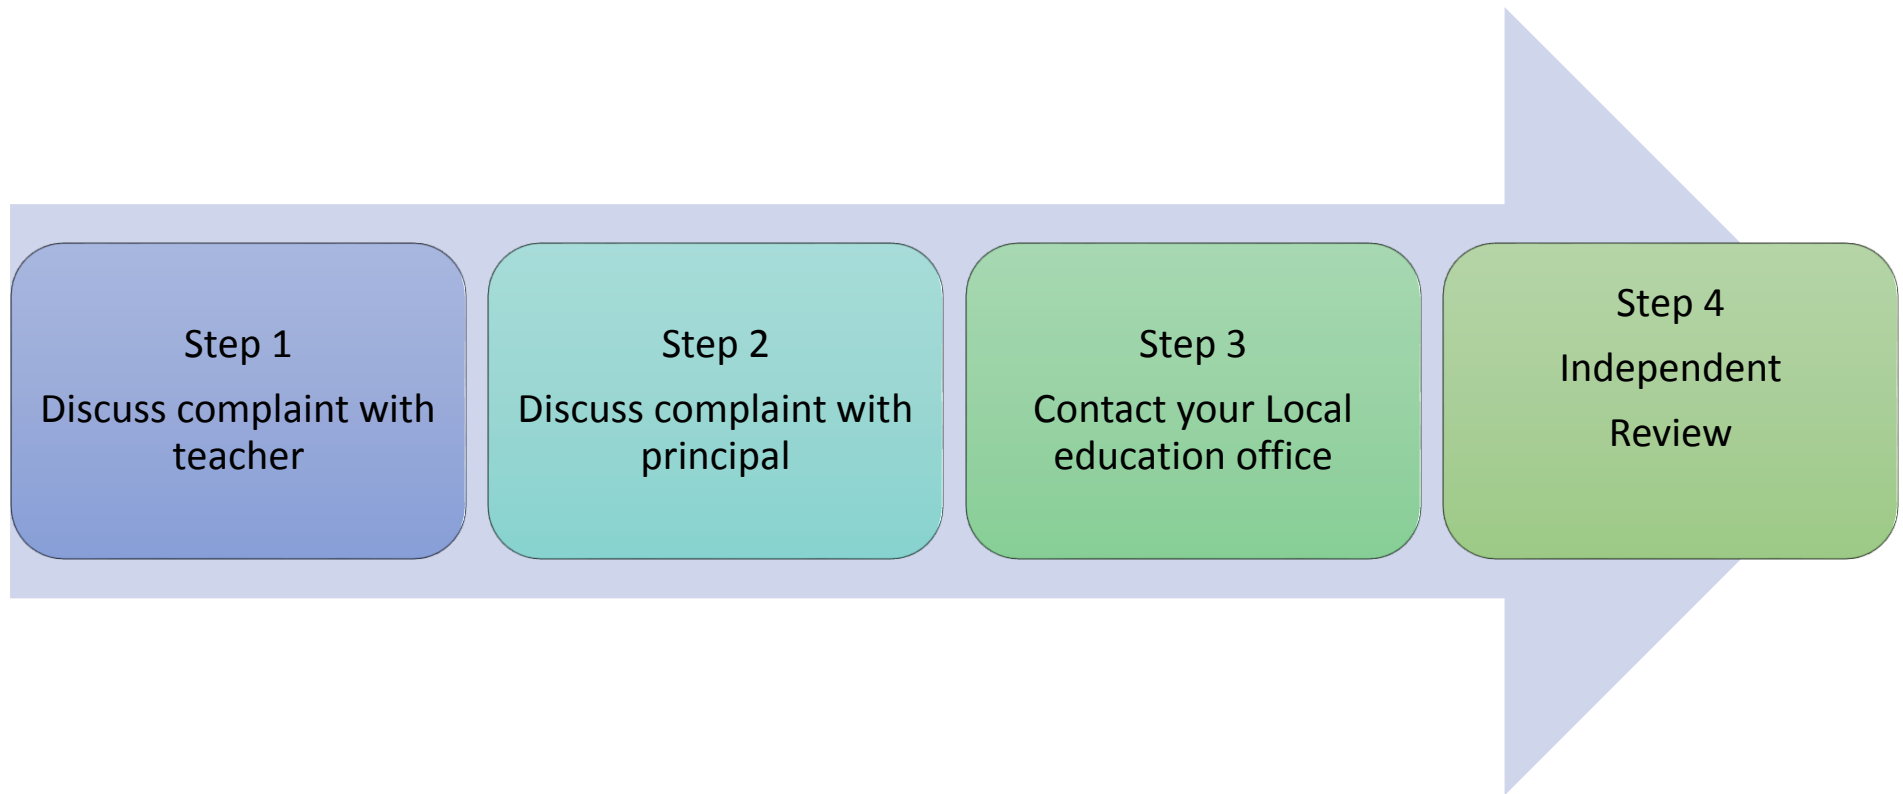 Step 1
Discuss complaint with
teacher
Step 2
Discuss complaint with
principal
Step 3
Contact your Local
education office
Step 4
Independent
Review